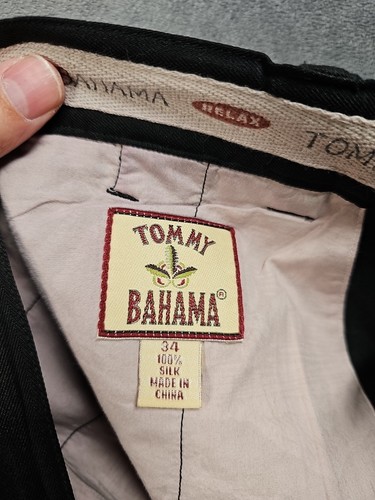 BAHAMA RELAX TOM
TOMMY
BAHAMA®
34
100%
SILK
MADE IN
CHINA